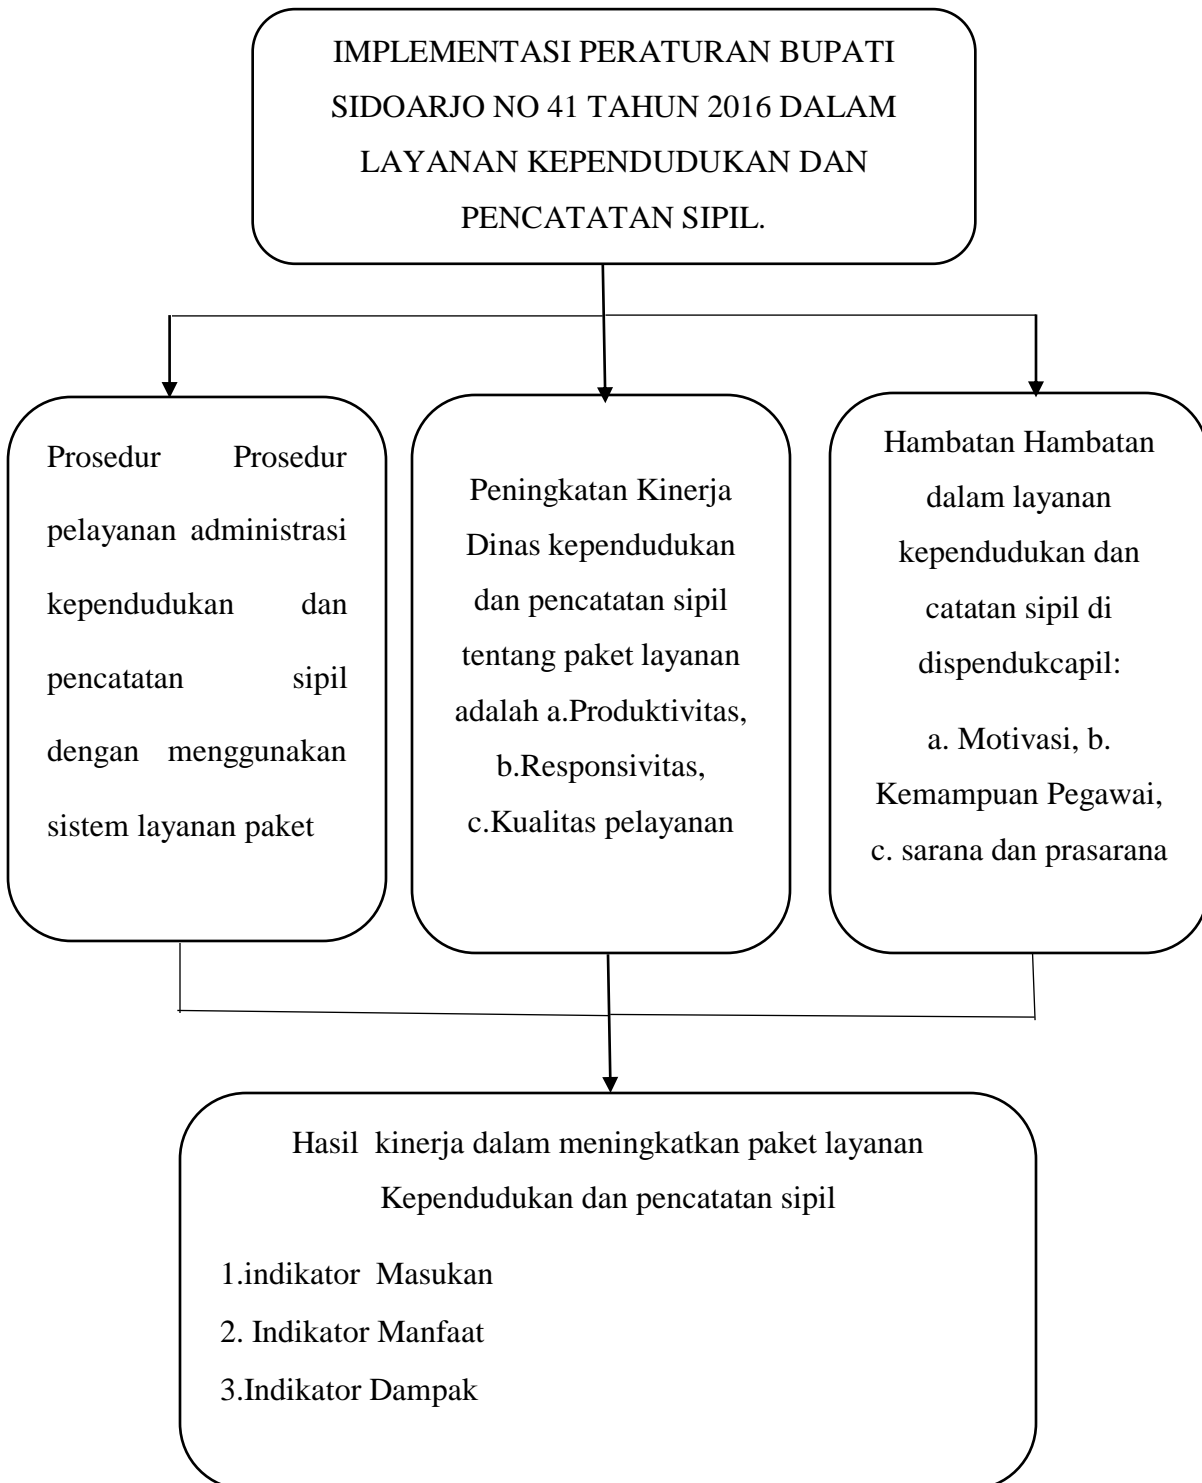 IMPLEMENTASI PERATURAN BUPATI
SIDOARJO NO 41 TAHUN 2016 DALAM
LAYANAN KEPENDUDUKAN DAN
PENCATATAN SIPIL.
Prosedur Prosedur
pelayanan administrasi
kependudukan dan
pencatatan sipil
dengan menggunakan
sistem layanan paket
Peningkatan Kinerja
Dinas kependudukan
dan pencatatan sipil
tentang paket layanan
adalah a.Produktivitas,
b.Responsivitas,
c.Kualitas pelayanan
Hambatan Hambatan
dalam layanan
kependudukan dan
catatan sipil di
dispendukcapil:
a. Motivasi, b.
Kemampuan Pegawai,
c. sarana dan prasarana
Hasil kinerja dalam meningkatkan paket layanan
Kependudukan dan pencatatan sipil
1.indikator Masukan
2. Indikator Manfaat
3.Indikator Dampak